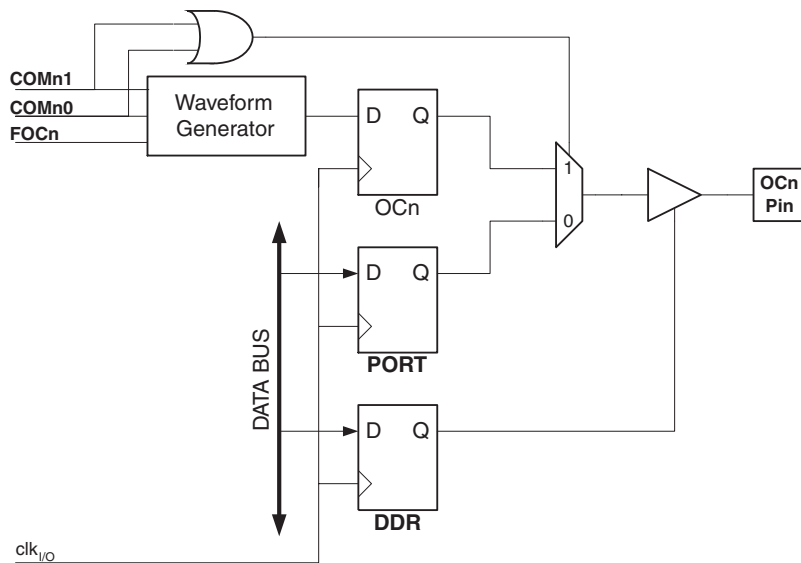 COMn1
COMn0
FOCn
Waveform
Generator
D Q
OCn
1
0
OCn
Pin
DATA BUS
D Q
PORT
D Q
DDR
clkI/O